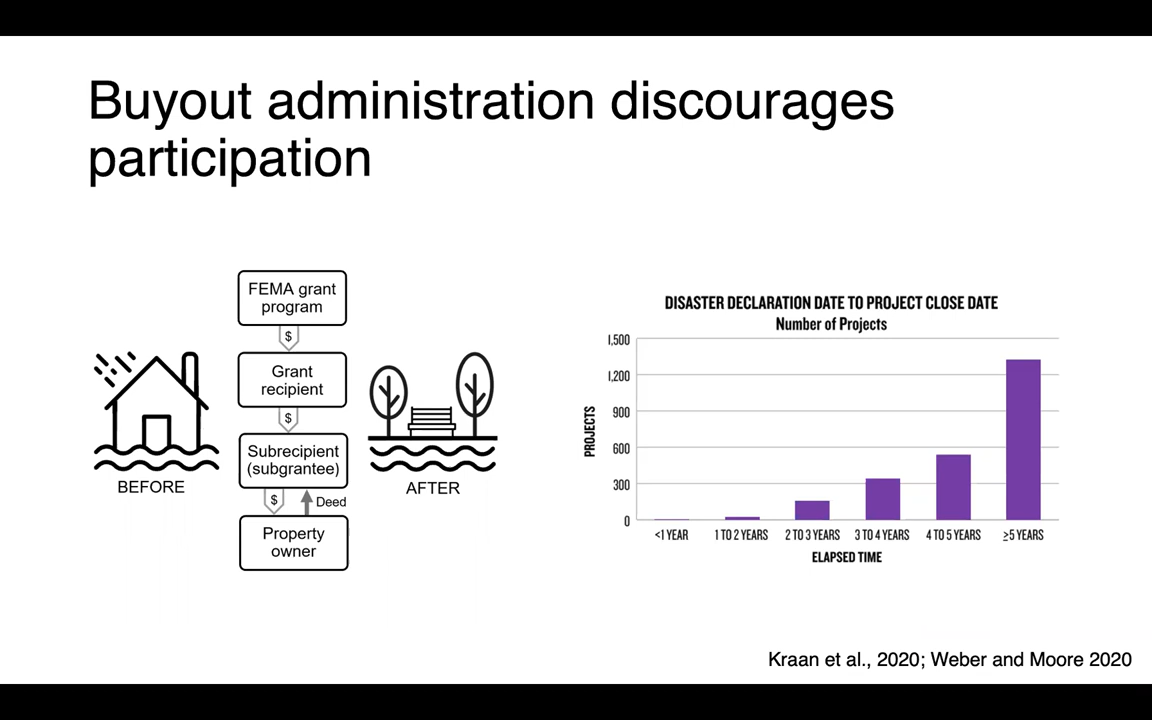 Buyout administration discourages
participation
FEMA grant
program
$
Grant
recipient
$
Subrecipient
(subgrantee)
$
Deed
Property
owner
BEFORE
AFTER
DISASTER DECLARATION DATE TO PROJECT CLOSE DATE
Number of Projects
PROJECTS
1,500
1,200
900
600
300
0
<1 YEAR
1 TO 2 YEARS
2 TO 3 YEARS
3 TO 4 YEARS
4 TO 5 YEARS
≥5 YEARS
ELAPSED TIME
Kraan et al., 2020; Weber and Moore 2020